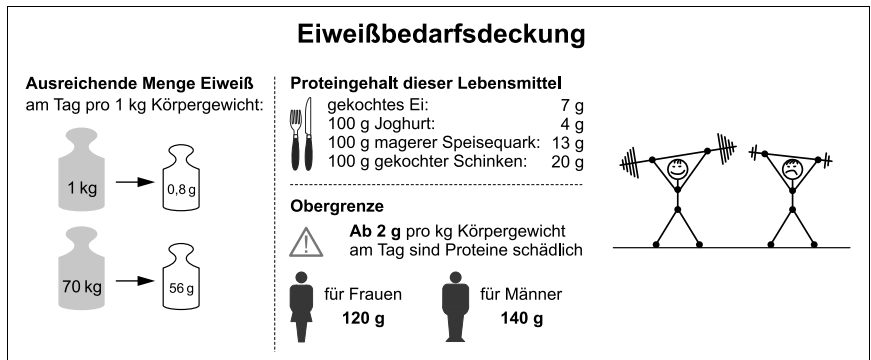 Eiweißbedarfsdeckung
Ausreichende Menge Eiweiß
am Tag pro 1 kg Körpergewicht:
1 kg
0,8 g
70 kg
56 g
Proteingehalt dieser Lebensmittel
gekochtes Ei: 7 g
100 g Joghurt: 4 g
100 g magerer Speisequark: 13 g
100 g gekochter Schinken: 20 g
Obergrenze
Ab 2 g pro kg Körpergewicht
am Tag sind Proteine schädlich
für Frauen
120 g
für Männer
140 g